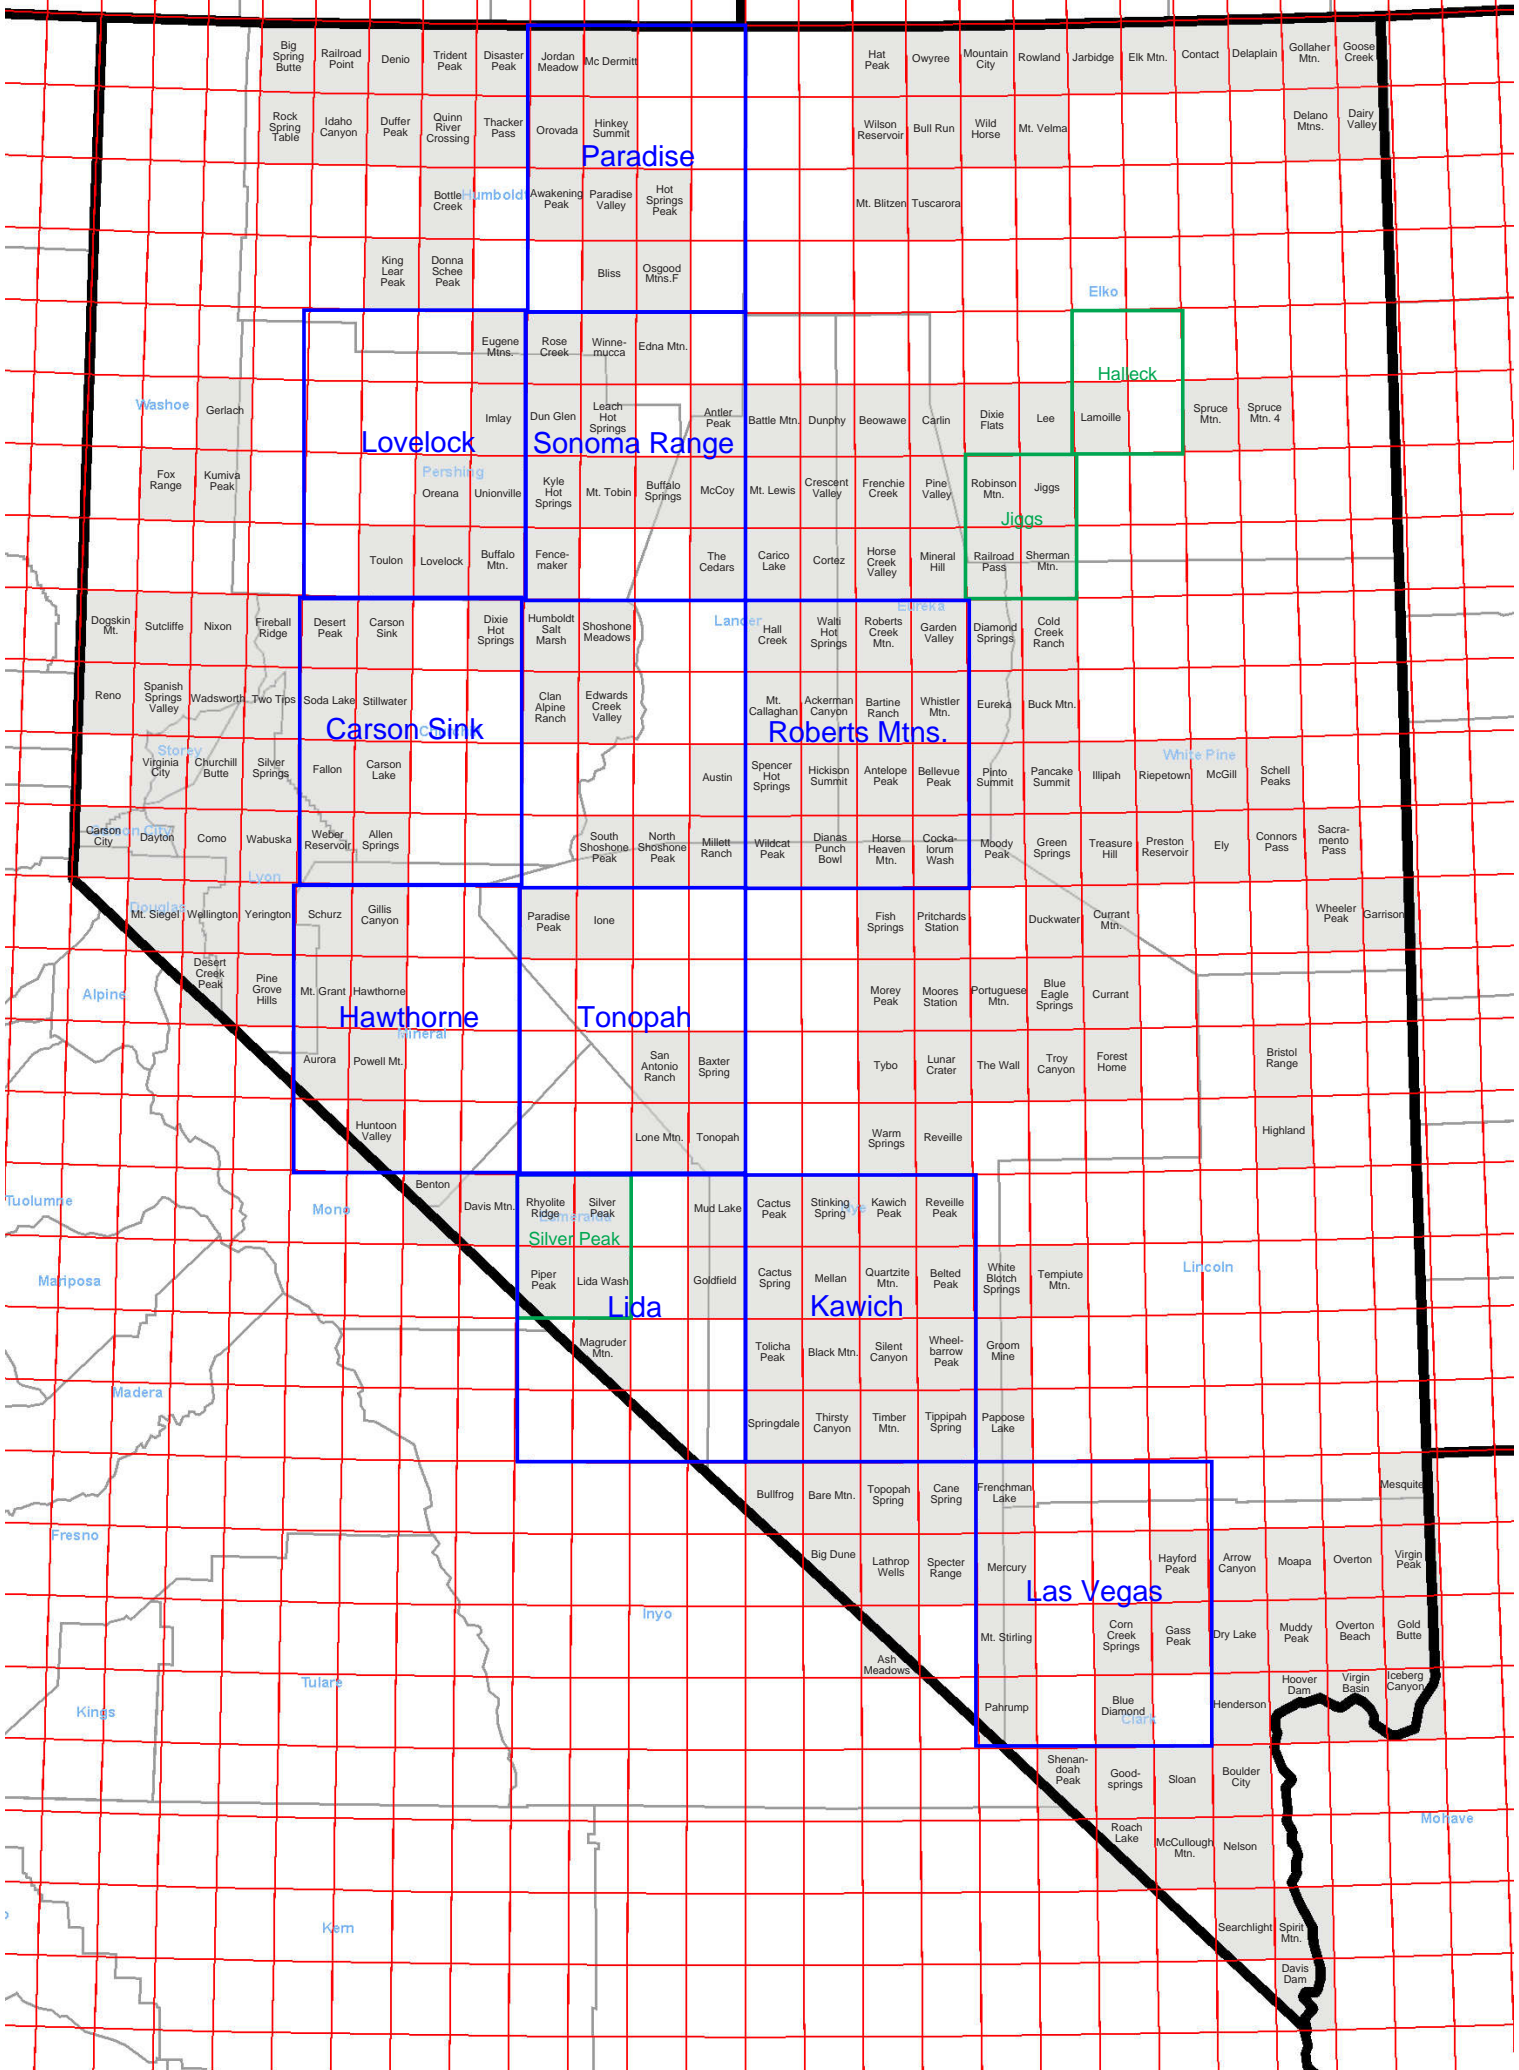 Big
Spring
Butte
Railroad
Point
Denio
Trident
Peak
Disaster
Peak
Jordan
Meadow
Mc Dermitt
Hat
Peak
Owyree
Mountain
City
Rowland
Jarbidge
Elk Mtn.
Contact
Delaplain
Gollaher
Mtn.
Goose
Creek
Rock
Spring
Table
Idaho
Canyon
Duffer
Peak
Quinn
River
Crossing
Thacker
Pass
Orovada
Hinkey
Summit
Wilson
Reservoir
Bull Run
Wild
Horse
Mt. Velma
Delano
Mtns.
Dairy
Valley
Paradise
Bottle
Creek
Humboldt
Awakening
Peak
Paradise
Valley
Hot
Springs
Peak
Mt. Blitzen
Tuscarora
King
Lear
Peak
Donna
Schee
Peak
Bliss
Osgood
Mtns.F
Elko
Eugene
Mtns.
Rose
Creek
Winne-
mucca
Edna Mtn.
Halleck
Washoe
Gerlach
Imlay
Dun Glen
Leach
Hot
Springs
Antler
Peak
Battle Mtn.
Dunphy
Beowawe
Carlin
Dixie
Flats
Lee
Lamoille
Spruce
Mtn.
Spruce
Mtn. 4
Lovelock
Sonoma Range
Fox
Range
Kumiva
Peak
Pershing
Oreana
Unionville
Kyle
Hot
Springs
Mt. Tobin
Buffalo
Springs
McCoy
Mt. Lewis
Crescent
Valley
Frenchie
Creek
Pine
Valley
Robinson
Mtn.
Jiggs
Jiggs
Toulon
Lovelock
Buffalo
Mtn.
Fence-
maker
The
Cedars
Carico
Lake
Cortez
Horse
Creek
Valley
Mineral
Hill
Railroad
Pass
Sherman
Mtn.
Dogskin
Mt.
Sutcliffe
Nixon
Fireball
Ridge
Desert
Peak
Carson
Sink
Dixie
Hot
Springs
Humboldt
Salt
Marsh
Shoshone
Meadows
Lander
Hall
Creek
Walti
Hot
Springs
Eureka
Roberts
Creek
Mtn.
Garden
Valley
Diamond
Springs
Cold
Creek
Ranch
Reno
Spanish
Springs
Valley
Wadsworth
Two Tips
Soda Lake
Stillwater
Clan
Alpine
Ranch
Edwards
Creek
Valley
Mt.
Callaghan
Ackerman
Canyon
Bartine
Ranch
Whistler
Mtn.
Eureka
Buck Mtn.
Carson Sink
Roberts Mtns.
Storey
Virginia
City
Churchill
Butte
Silver
Springs
Fallon
Carson
Lake
Austin
Spencer
Hot
Springs
Hickison
Summit
Antelope
Peak
Bellevue
Peak
Pinto
Summit
Pancake
Summit
Illipah
Riepetown
White Pine
McGill
Schell
Peaks
Carson City
Carson
City
Dayton
Como
Wabuska
Weber
Reservoir
Allen
Springs
South
Shoshone
Peak
North
Shoshone
Peak
Millett
Ranch
Wildcat
Peak
Dianas
Punch
Bowl
Horse
Heaven
Mtn.
Cocka-
lorum
Wash
Moody
Peak
Green
Springs
Treasure
Hill
Preston
Reservoir
Ely
Connors
Pass
Sacra-
mento
Pass
Lyon
Douglas
Mt. Siegel
Wellington
Yerington
Schurz
Gillis
Canyon
Paradise
Peak
Ione
Fish
Springs
Pritchards
Station
Duckwater
Currant
Mtn.
Wheeler
Peak
Garrison
Desert
Creek
Peak
Pine
Grove
Hills
Mt. Grant
Hawthorne
Morey
Peak
Moores
Station
Portuguese
Mtn.
Blue
Eagle
Springs
Currant
Alpine
Hawthorne
Mineral
Tonopah
Aurora
Powell Mt.
San
Antonio
Ranch
Baxter
Spring
Tybo
Lunar
Crater
The Wall
Troy
Canyon
Forest
Home
Bristol
Range
Huntoon
Valley
Lone Mtn.
Tonopah
Warm
Springs
Reveille
Highland
Tuolumne
Mono
Benton
Davis Mtn.
Rhyolite
Ridge
Silver
Peak
Esmeralda
Silver Peak
Mud Lake
Cactus
Peak
Stinking
Spring
Nye
Kawich
Peak
Reveille
Peak
Mariposa
Piper
Peak
Lida Wash
Goldfield
Cactus
Spring
Mellan
Quartzite
Mtn.
Belted
Peak
White
Blotch
Springs
Tempiute
Mtn.
Lincoln
Lida
Kawich
Magruder
Mtn.
Tolicha
Peak
Black Mtn.
Silent
Canyon
Wheel-
barrow
Peak
Groom
Mine
Madera
Springdale
Thirsty
Canyon
Timber
Mtn.
Tippipah
Spring
Papoose
Lake
Fresno
Bullfrog
Bare Mtn.
Topopah
Spring
Cane
Spring
Frenchman
Lake
Mesquite
Big Dune
Lathrop
Wells
Specter
Range
Mercury
Hayford
Peak
Arrow
Canyon
Moapa
Overton
Virgin
Peak
Las Vegas
Inyo
Mt. Stirling
Corn
Creek
Springs
Gass
Peak
Dry Lake
Muddy
Peak
Overton
Beach
Gold
Butte
Ash
Meadows
Tulare
Kings
Pahrump
Blue
Diamond
Clark
Henderson
Hoover
Dam
Virgin
Basin
Iceberg
Canyon
Shenan-
doah
Peak
Good-
springs
Sloan
Boulder
City
Mohave
Roach
Lake
McCullough
Mtn.
Nelson
Kern
Searchlight
Spirit
Mtn.
Davis
Dam